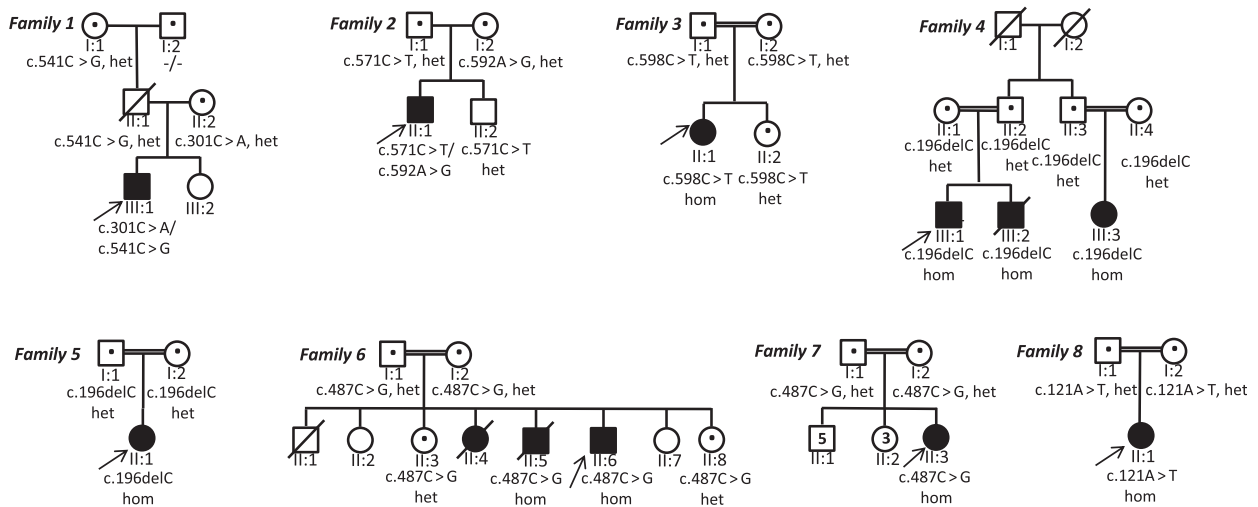 Family 1
I:1
I:2
c.541C > G, het
-/-
II:1
II:2
c.541C > G, het
c.301C > A, het
III:1
III:2
c.301C > A/
c.541C > G
Family 2
I:1
I:2
c.571C > T, het
c.592A > G, het
II:1
II:2
c.571C > T/
c.592A > G
c.571C > T
het
Family 3
I:1
I:2
c.598C > T, het
c.598C > T, het
II:1
II:2
c.598C > T
hom
c.598C > T
het
Family 4
I:1
I:2
II:1
II:2
II:3
II:4
c.196delC
het
c.196delC
het
c.196delC
het
c.196delC
het
III:1
III:2
III:3
c.196delC
hom
c.196delC
hom
c.196delC
hom
Family 5
I:1
I:2
c.196delC
het
c.196delC
het
II:1
c.196delC
hom
Family 6
I:1
I:2
c.487C > G, het
c.487C > G, het
II:1
II:2
II:3
II:4
II:5
II:6
II:7
II:8
c.487C > G
het
c.487C > G
hom
c.487C > G
hom
c.487C > G
het
Family 7
I:1
I:2
c.487C > G, het
c.487C > G, het
5
3
II:1
II:2
II:3
c.487C > G
hom
Family 8
I:1
I:2
c.121A > T, het
c.121A > T, het
II:1
c.121A > T
hom